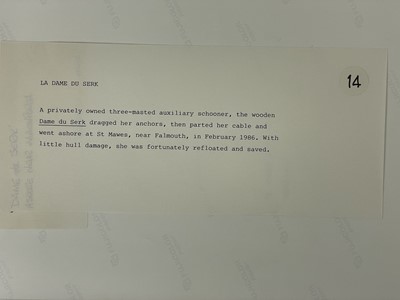 LA DAME DU SERK
14
A privately owned three-masted auxiliary schooner, the wooden
Dame du Serk dragged her anchors, then parted her cable and
went ashore at St Mawes, near Falmouth, in February 1986. With
little hull damage, she was fortunately refloated and saved.